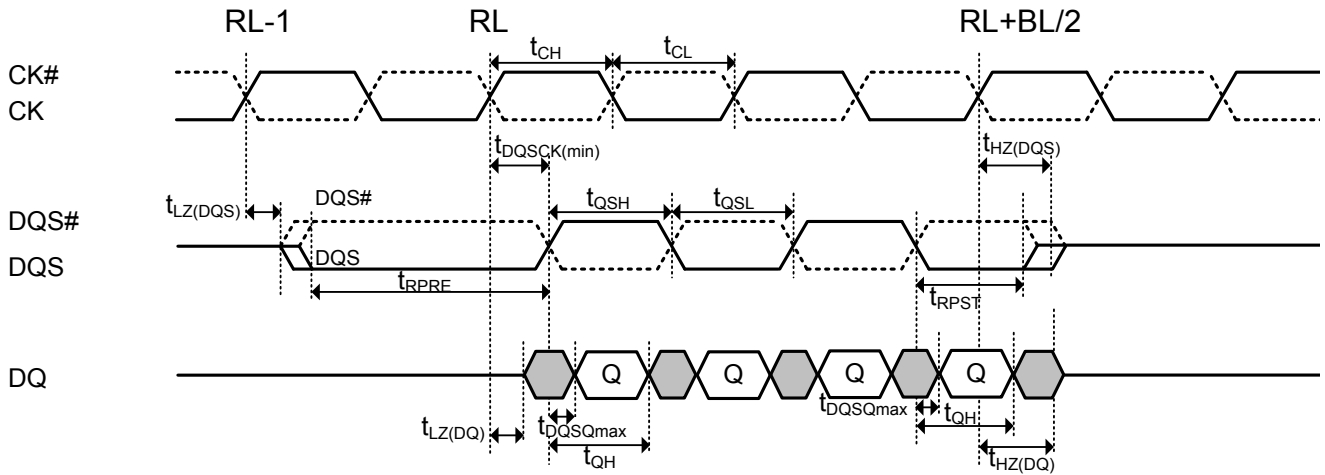 RL-1 RL RL+BL/2
tCH tCL
CK#
CK
tDQSCK(min) tHZ(DQS)
tLZ(DQS) DQS# tQSH tQSL
DQS#
DQS DQS
tRPRE tRPST
DQ Q Q Q Q
tLZ(DQ) tDQSQmax tDQSQmax tQH
tQH tHZ(DQ)